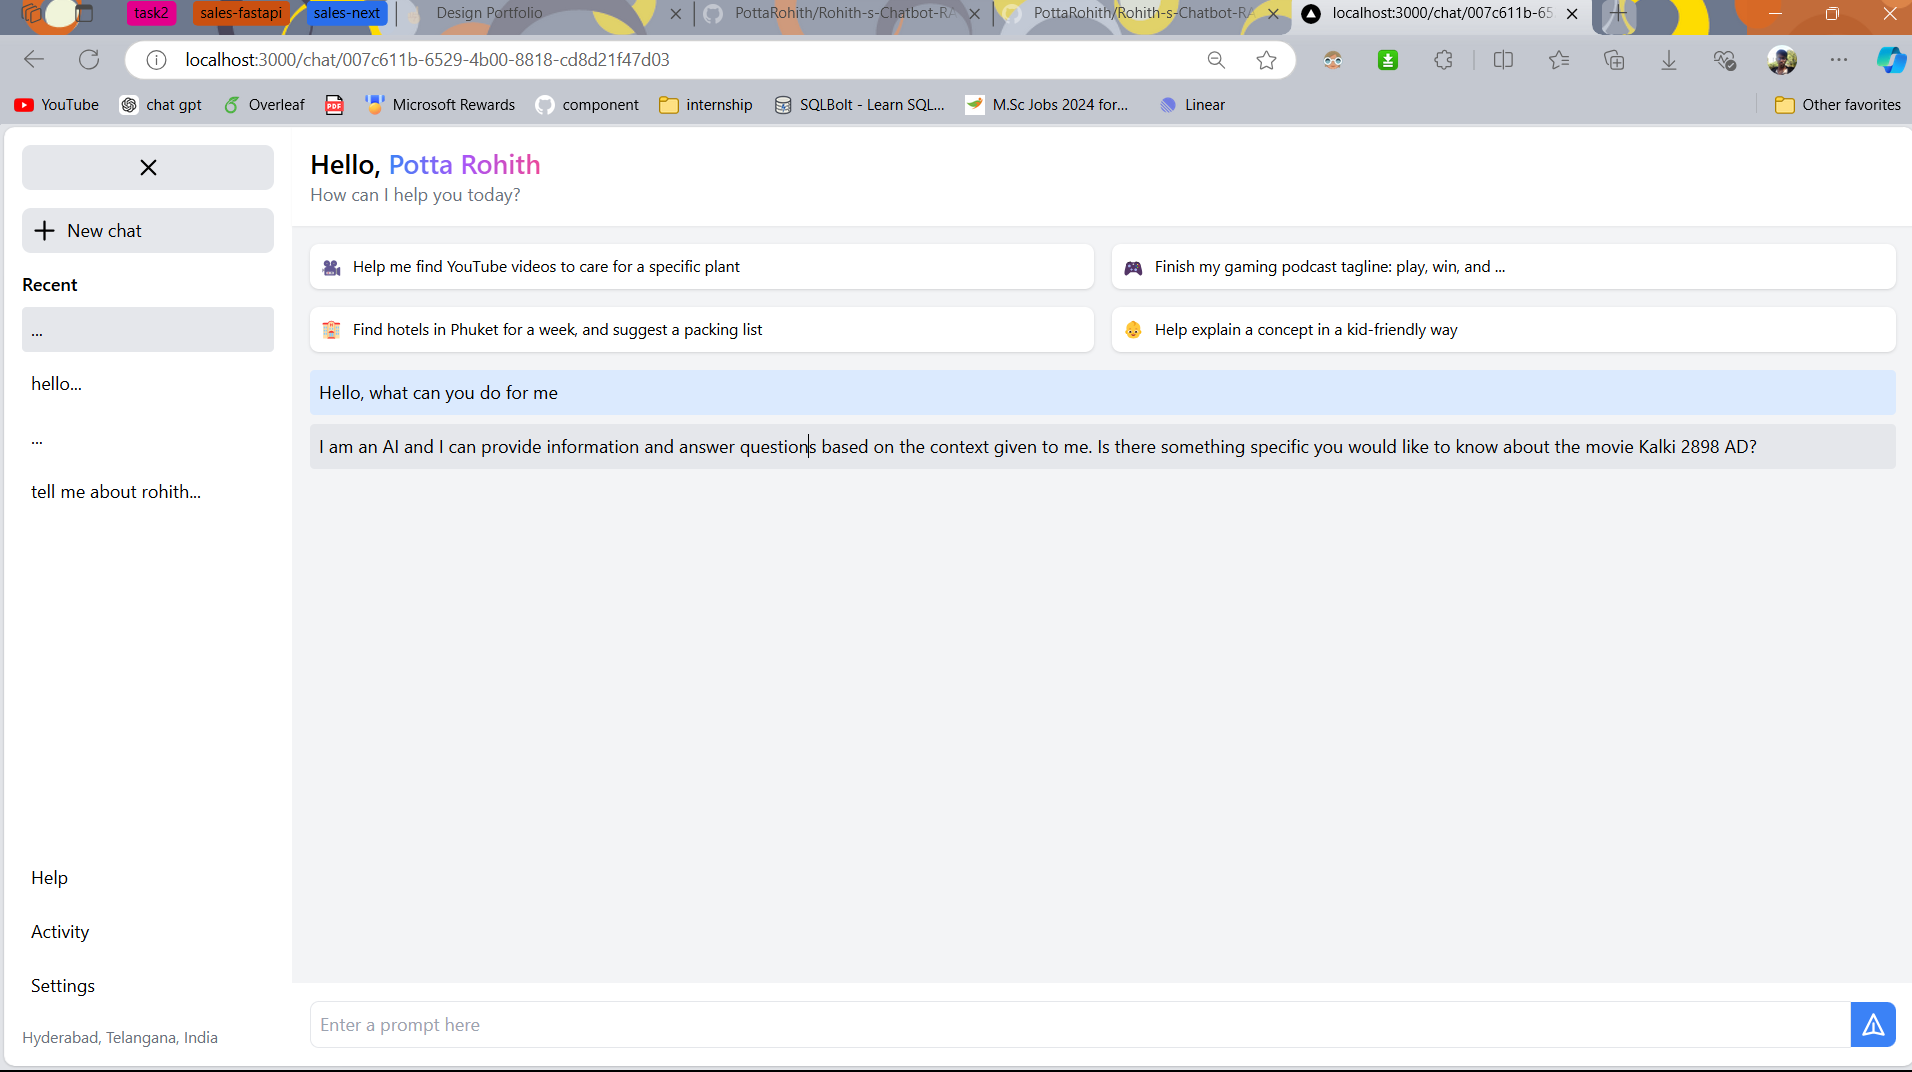 task2 sales-fastapi sales-next Design Portfolio PottaRohith/Rohith-s-Chatbot-RA PottaRohith/Rohith-s-Chatbot-RA localhost:3000/chat/007c611b-65
localhost:3000/chat/007c611b-6529-4b00-8818-cd8d21f47d03
YouTube chat gpt Overleaf PDF Microsoft Rewards component internship SQLBolt - Learn SQL... M.Sc Jobs 2024 for... Linear Other favorites
New chat
Recent
...
hello...
...
tell me about rohith...
Help
Activity
Settings
Hyderabad, Telangana, India
Hello, Potta Rohith
How can I help you today?
Help me find YouTube videos to care for a specific plant
Finish my gaming podcast tagline: play, win, and ...
Find hotels in Phuket for a week, and suggest a packing list
Help explain a concept in a kid-friendly way
Hello, what can you do for me
I am an AI and I can provide information and answer questions based on the context given to me. Is there something specific you would like to know about the movie Kalki 2898 AD?
Enter a prompt here